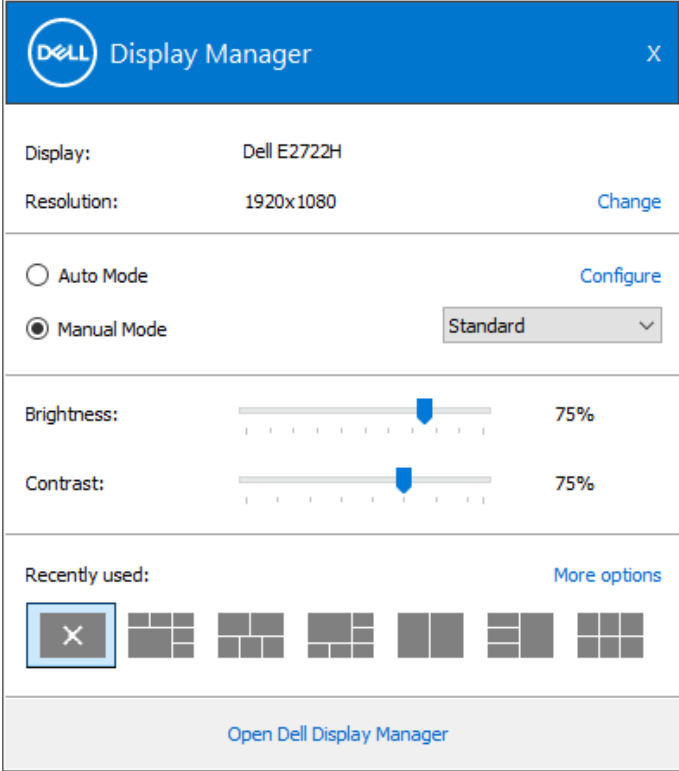 DELL Display Manager X
Display: Dell E2722H
Resolution: 1920x1080 Change
Auto Mode Configure
Manual Mode Standard
Brightness: 75%
Contrast: 75%
Recently used: More options
Open Dell Display Manager